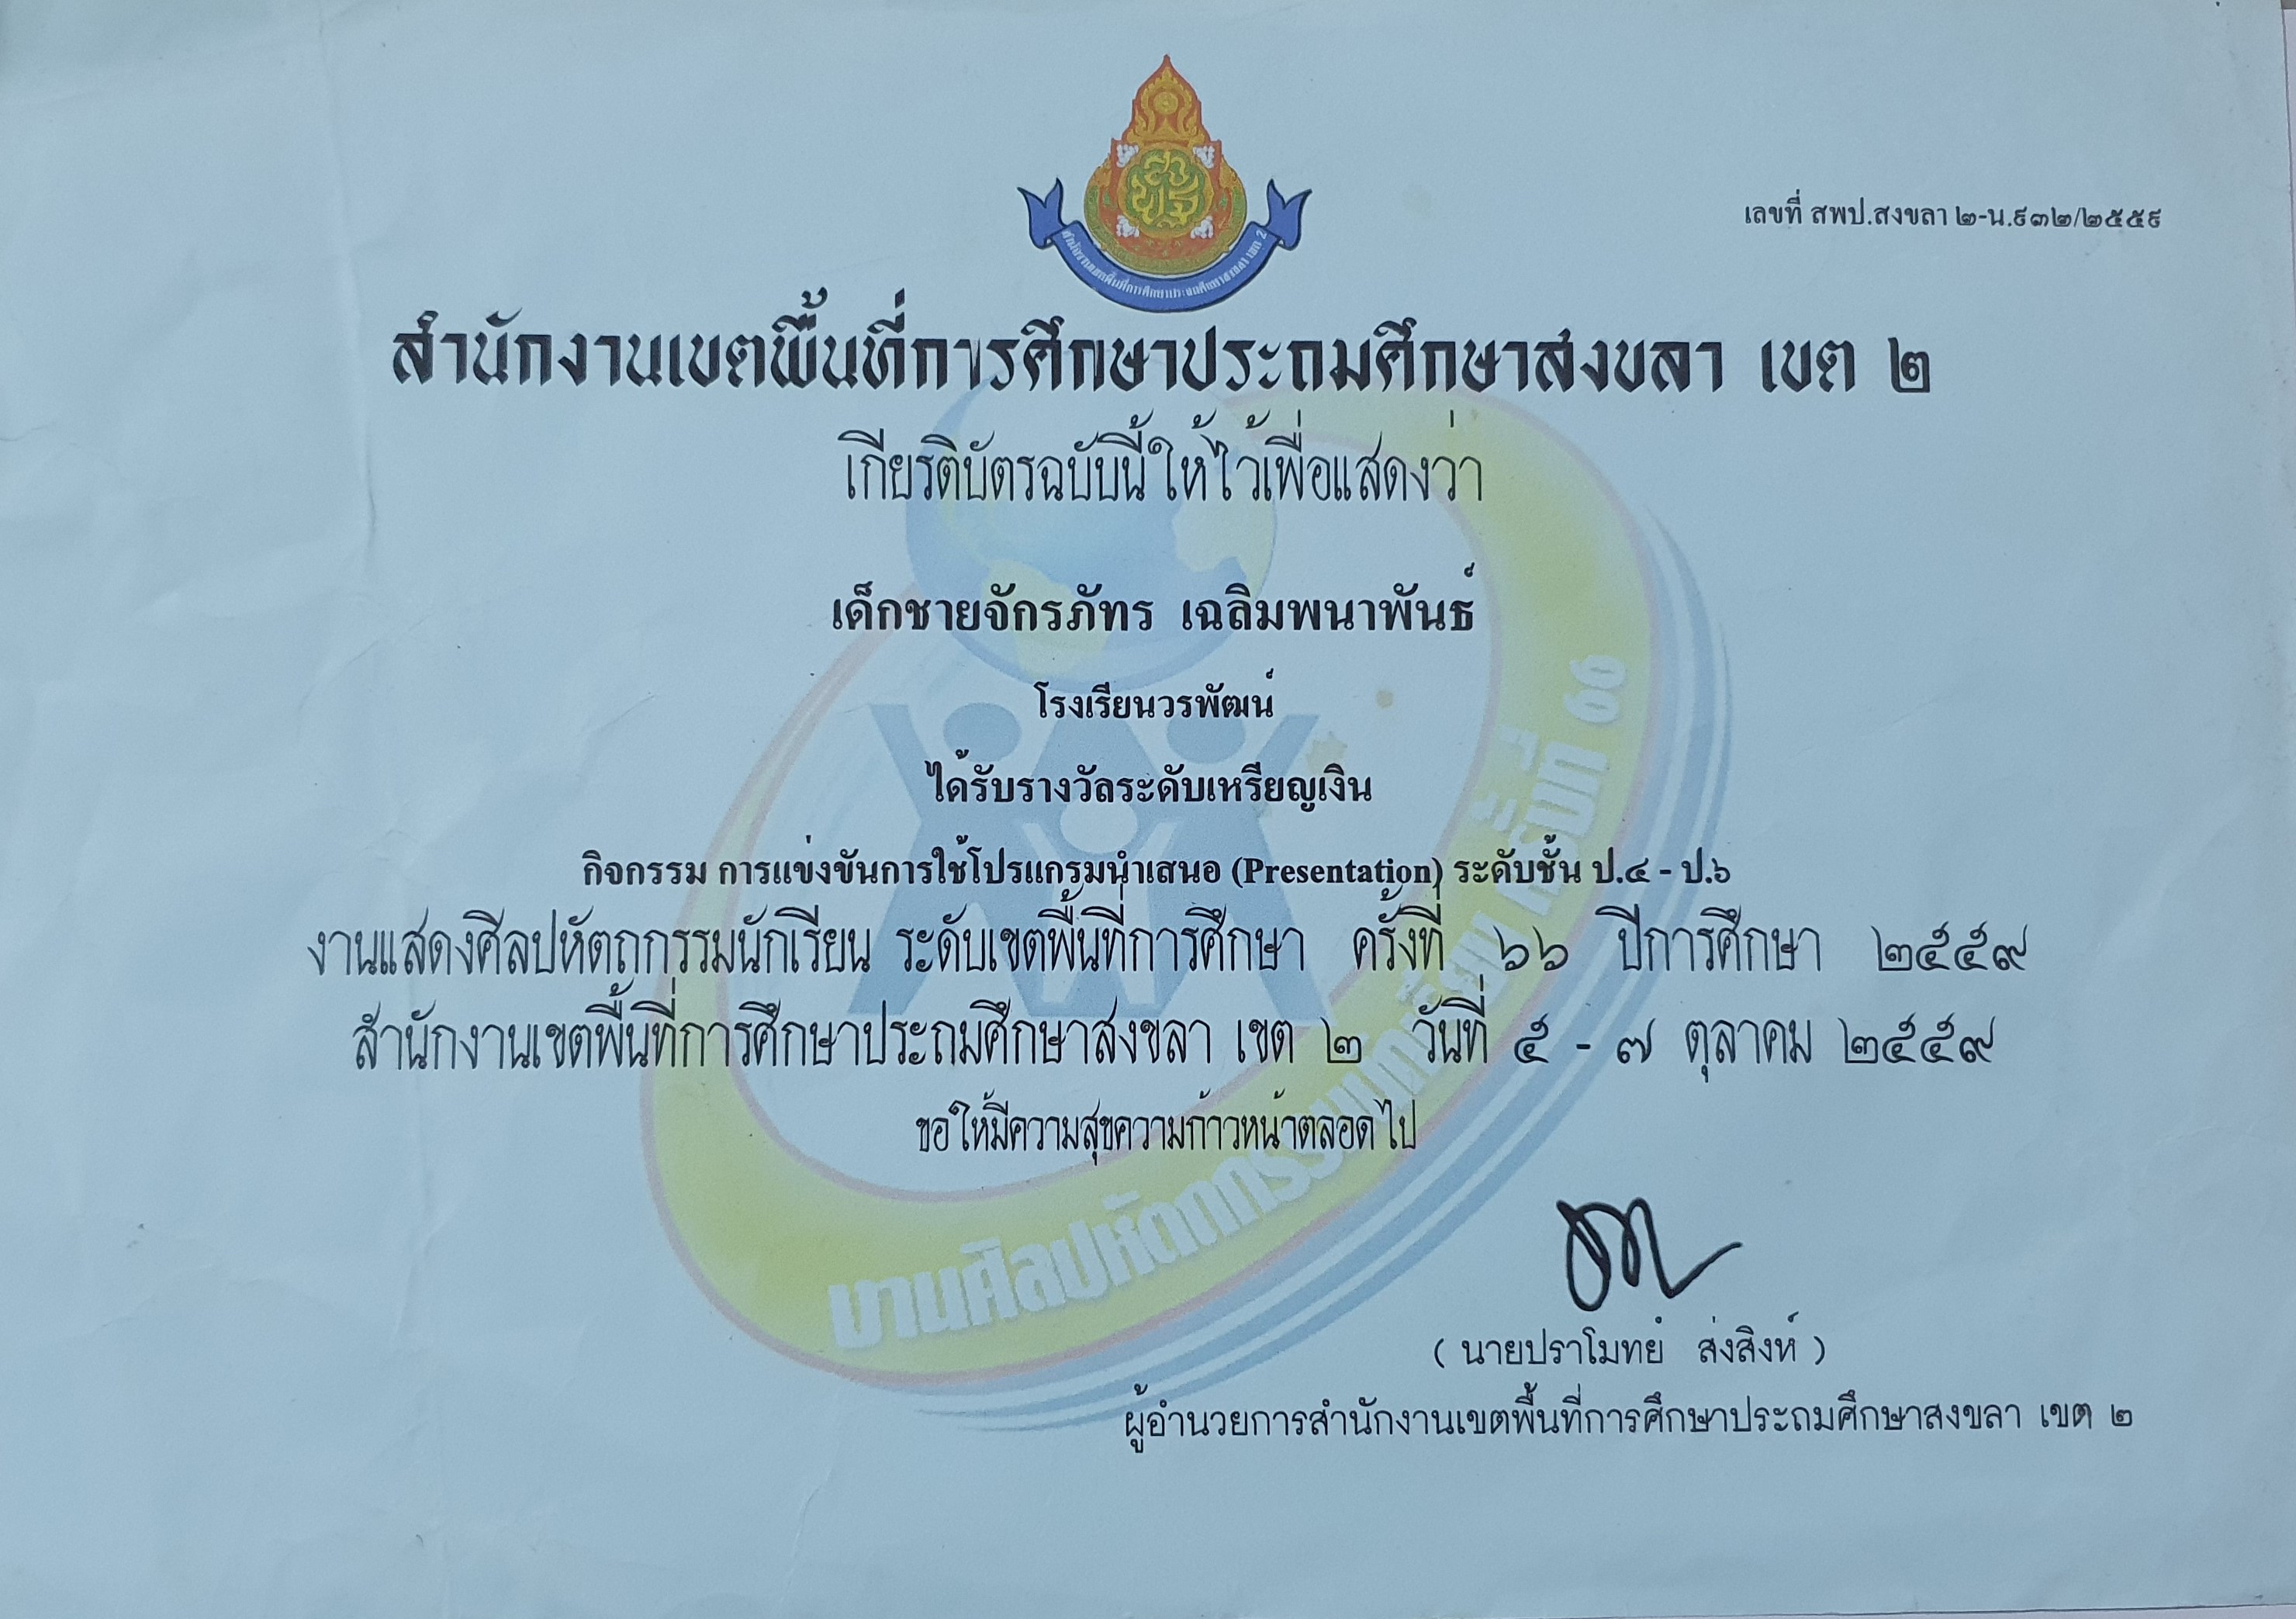 สำนักงานเขตพื้นที่การศึกษาประถมศึกษาสงขลา เขต 2
เลขที่ สพป.สงขลา ๒-น.๙๓๒/๒๕๕๙
สำนักงานเขตพื้นที่การศึกษาประถมศึกษาสงขลา เขต ๒
เกียรติบัตรฉบับนี้ให้ไว้เพื่อแสดงว่า
เด็กชายจักรภัทร เฉลิมพนาพันธ์
โรงเรียนวรพัฒน์
ได้รับรางวัลระดับเหรียญเงิน
กิจกรรม การแข่งขันการใช้โปรแกรมนำเสนอ (Presentation) ระดับชั้น ป.๔ - ป.๖
งานแสดงศิลปหัตถกรรมนักเรียน ระดับเขตพื้นที่การศึกษา ครั้งที่ ๖๖ ปีการศึกษา ๒๕๕๙
สำนักงานเขตพื้นที่การศึกษาประถมศึกษาสงขลา เขต ๒ วันที่ ๕ - ๗ ตุลาคม ๒๕๕๙
ขอให้มีความสุขความก้าวหน้าตลอดไป
งานศิลปหัตถกรรมนักเรียน ครั้งที่ ๖๖
( นายปราโมทย์ ส่งสิงห์ )
ผู้อำนวยการสำนักงานเขตพื้นที่การศึกษาประถมศึกษาสงขลา เขต ๒